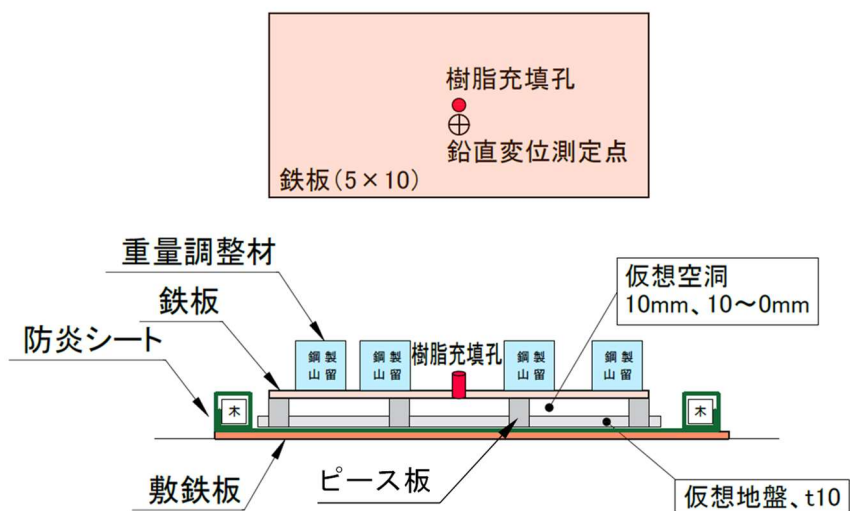 樹脂充填孔
鉛直変位測定点
鉄板(5×10)
重量調整材
鉄板
防炎シート
仮想空洞
10mm、10～0mm
樹脂充填孔
鋼製
山留
鋼製
山留
鋼製
山留
鋼製
山留
木
木
敷鉄板
ピース板
仮想地盤、t10